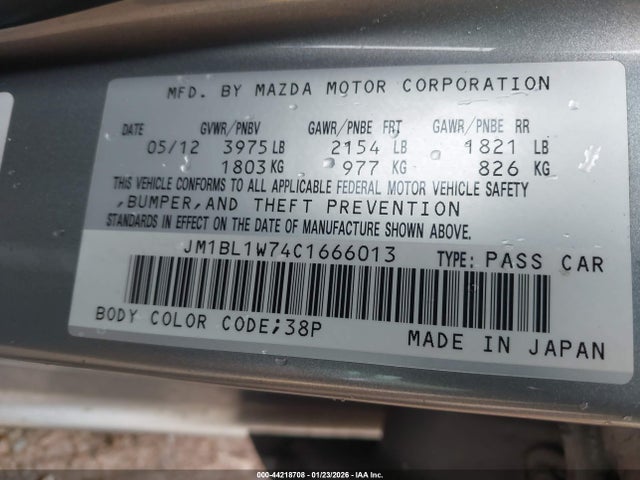 MFD. BY MAZDA MOTOR CORPORATION
DATE GVWR/PNBV GAWR/PNBE FRT GAWR/PNBE RR
05/12 3975 LB 2154 LB 1821 LB
1803 KG 977 KG 826 KG
THIS VEHICLE CONFORMS TO ALL APPLICABLE FEDERAL MOTOR VEHICLE SAFETY
,BUMPER,AND THEFT PREVENTION
STANDARDS IN EFFECT ON THE DATE OF MANUFACTURE SHOWN ABOVE.
JM1BL1W74C1666013 TYPE: PASS CAR
BODY COLOR CODE;38P MADE IN JAPAN
000-44218708 - 01/23/2026 - IAA Inc.